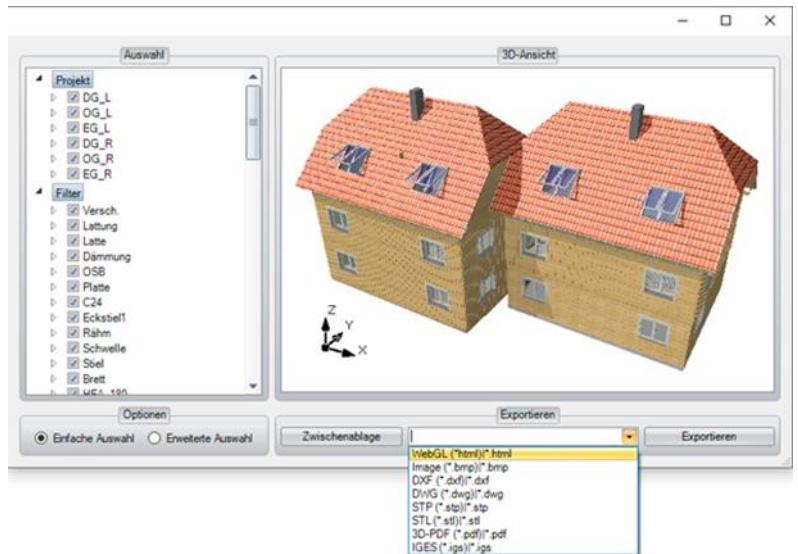 Auswahl
Projekt
DG_L
OG_L
EG_L
DG_R
OG_R
EG_R
Filter
Versch.
Lattung
Latte
Dämmung
OSB
Platte
C24
Eckstiel1
Rähm
Schwelle
Stiel
Brett
HFA_180
3D-Ansicht
Z
Y
X
Optionen
Einfache Auswahl Erweiterte Auswahl
Exportieren
Zwischenablage Exportieren
WebGL (*html)|*.html
Image (*.bmp)|*.bmp
DXF (*.dxf)|*.dxf
DWG (*.dwg)|*.dwg
STP (*.stp)|*.stp
STL (*.stl)|*.stl
3D-PDF (*.pdf)|*.pdf
IGES (*.igs)|*.igs